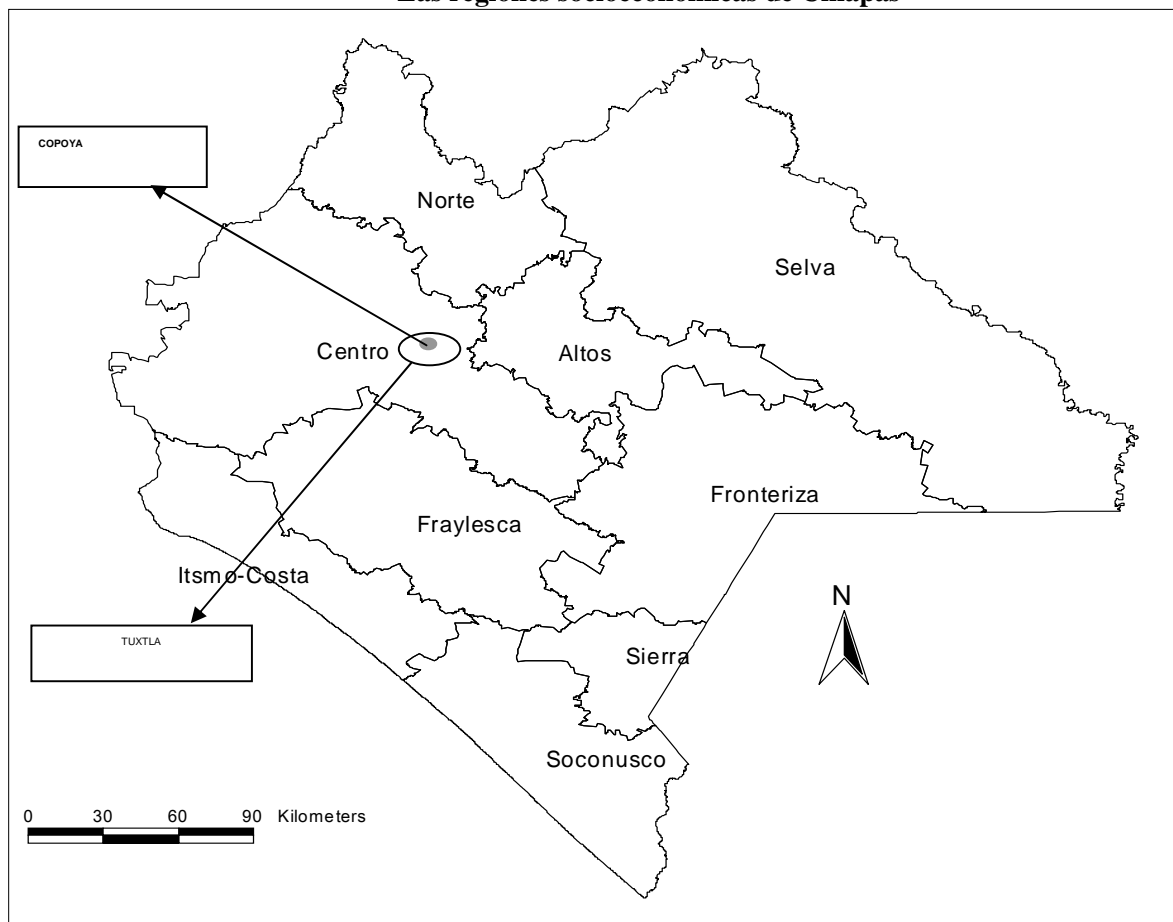 Las regiones socioeconómicas de Chiapas
COPOYA
Norte
Selva
Centro
Altos
Fronteriza
Fraylesca
Itsmo-Costa
N
TUXTLA
Sierra
Soconusco
0 30 60 90 Kilometers